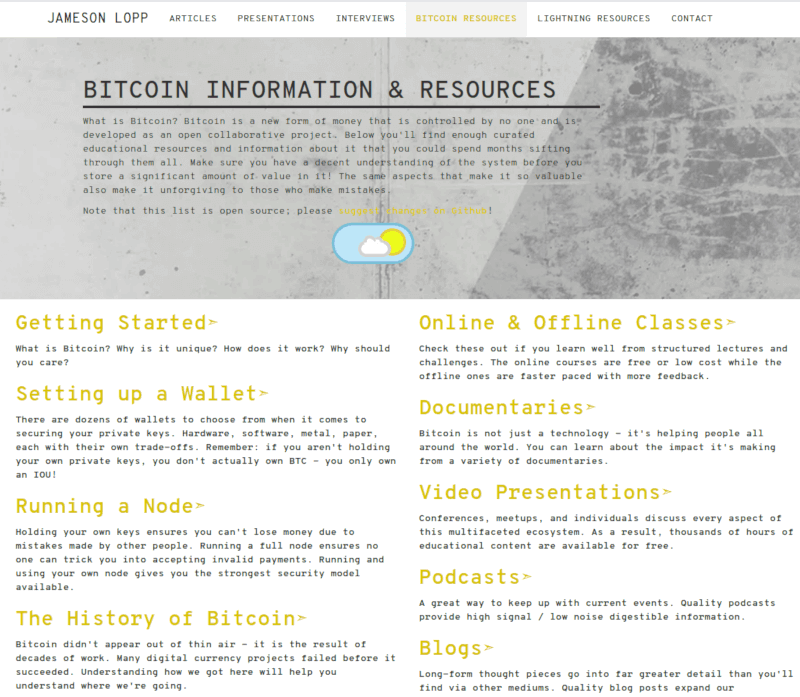 JAMESON LOPP ARTICLES PRESENTATIONS INTERVIEWS BITCOIN RESOURCES LIGHTNING RESOURCES CONTACT
BITCOIN INFORMATION & RESOURCES
What is Bitcoin? Bitcoin is a new form of money that is controlled by no one and is
developed as an open collaborative project. Below you'll find enough curated
educational resources and information about it that you could spend months sifting
through them all. Make sure you have a decent understanding of the system before you
store a significant amount of value in it! The same aspects that make it so valuable
also make it unforgiving to those who make mistakes.
Note that this list is open source; please suggest changes on Github!
Getting Started➣
What is Bitcoin? Why is it unique? How does it work? Why should
you care?
Setting up a Wallet➣
There are dozens of wallets to choose from when it comes to
securing your private keys. Hardware, software, metal, paper,
each with their own trade-offs. Remember: if you aren't holding
your own private keys, you don't actually own BTC - you only own
an IOU!
Running a Node➣
Holding your own keys ensures you can't lose money due to
mistakes made by other people. Running a full node ensures no
one can trick you into accepting invalid payments. Running and
using your own node gives you the strongest security model
available.
The History of Bitcoin➣
Bitcoin didn't appear out of thin air - it is the result of
decades of work. Many digital currency projects failed before it
succeeded. Understanding how we got here will help you
understand where we're going.
Online & Offline Classes➣
Check these out if you learn well from structured lectures and
challenges. The online courses are free or low cost while the
offline ones are faster paced with more feedback.
Documentaries➣
Bitcoin is not just a technology - it's helping people all
around the world. You can learn about the impact it's making
from a variety of documentaries.
Video Presentations➣
Conferences, meetups, and individuals discuss every aspect of
this multifaceted ecosystem. As a result, thousands of hours of
educational content are available for free.
Podcasts➣
A great way to keep up with current events. Quality podcasts
provide high signal / low noise digestible information.
Blogs➣
Long-form thought pieces go into far greater detail than you'll
find via other mediums. Quality blog posts expand our